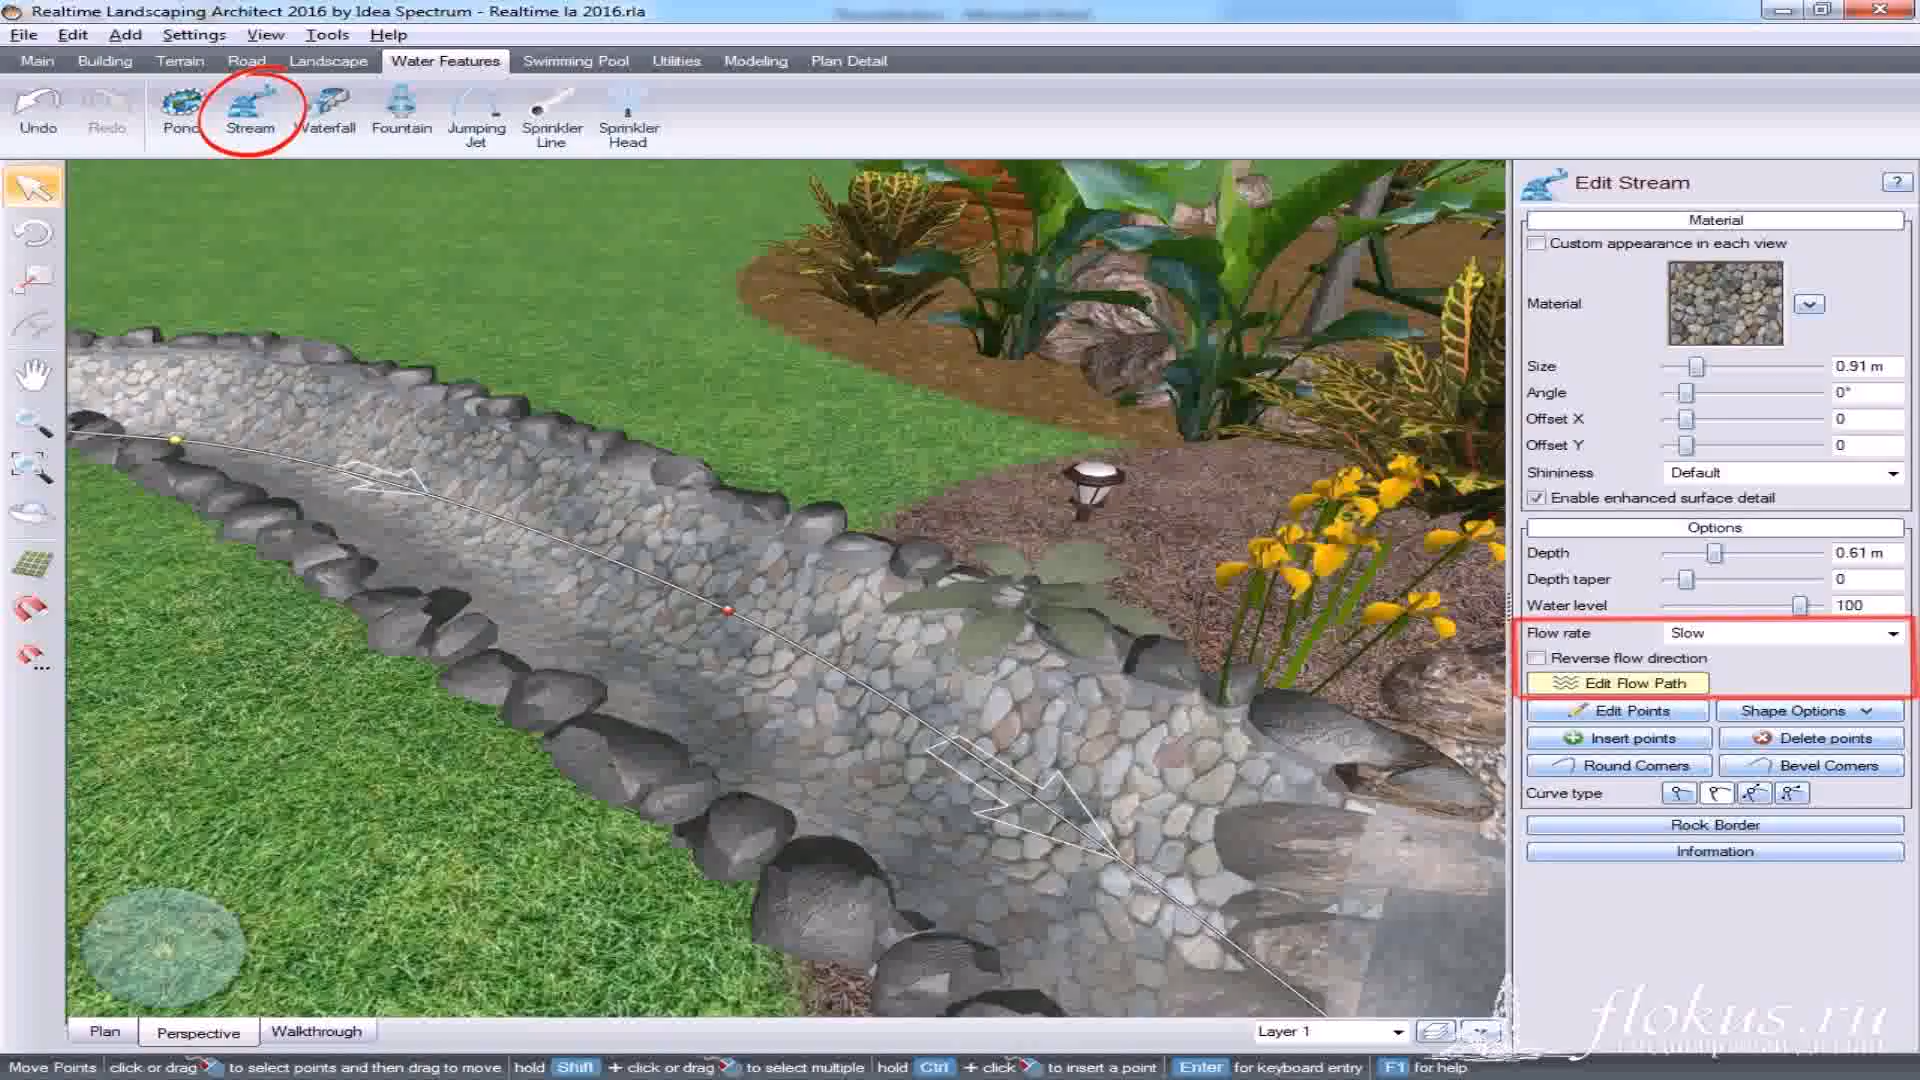 Realtime Landscaping Architect 2016 by Idea Spectrum - Realtime la 2016.rla
File Edit Add Settings View Tools Help
Main Building Terrain Road Landscape Water Features Swimming Pool Utilities Modeling Plan Detail
Undo Redo Pond Stream Waterfall Fountain Jumping Jet Sprinkler Line Sprinkler Head
Edit Stream ?
Material
Custom appearance in each view
Material
Size 0.91 m
Angle 0°
Offset X 0
Offset Y 0
Shininess Default
Enable enhanced surface detail
Options
Depth 0.61 m
Depth taper 0
Water level 100
Flow rate Slow
Reverse flow direction
Edit Flow Path
Edit Points Shape Options
Insert points Delete points
Round Corners Bevel Corners
Curve type
Rock Border
Information
flokus.ru
Plan Perspective Walkthrough Layer 1
Move Points click or drag to select points and then drag to move hold Shift + click or drag to select multiple hold Ctrl + click to insert a point Enter for keyboard entry F1 for help